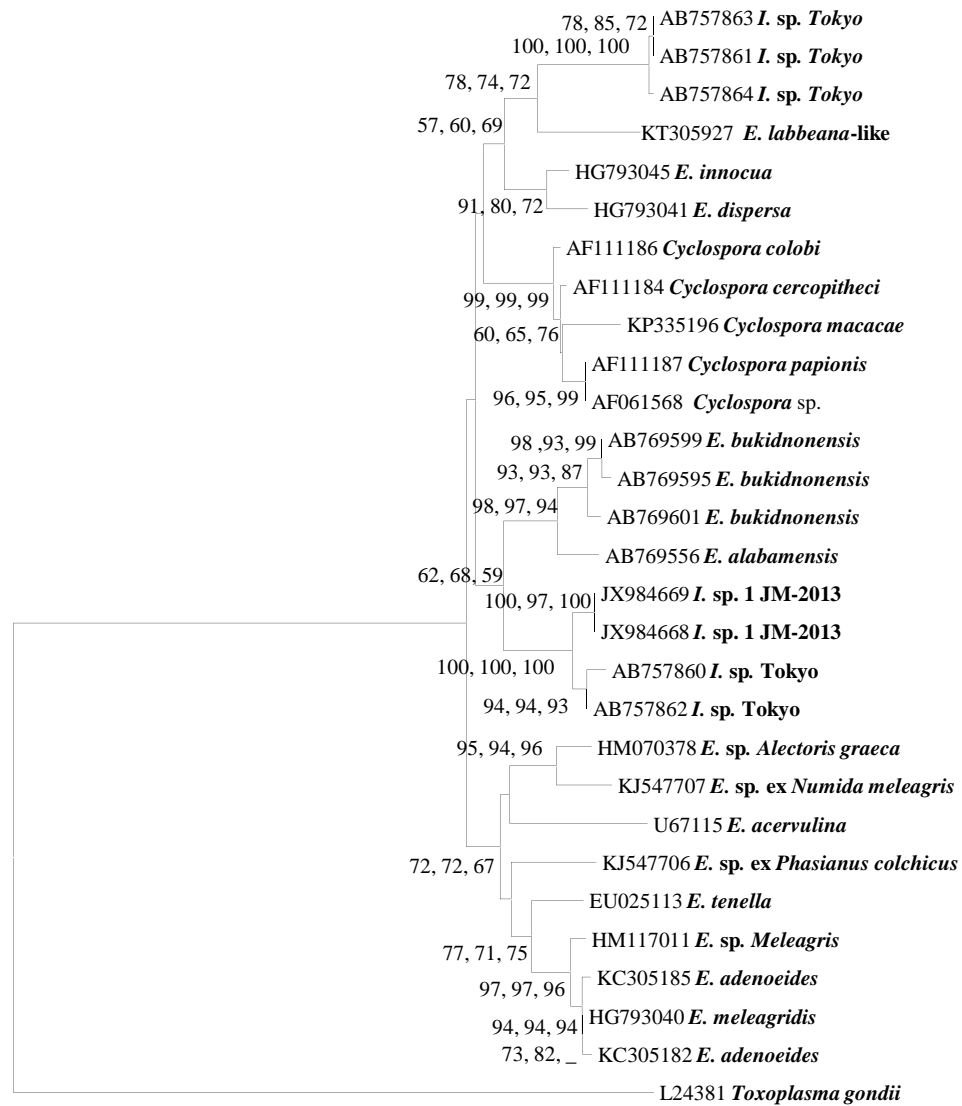 AB757863 I. sp. Tokyo
78, 85, 72
100, 100, 100
AB757861 I. sp. Tokyo
78, 74, 72
AB757864 I. sp. Tokyo
57, 60, 69
KT305927 E. labbeana-like
HG793045 E. innocua
91, 80, 72
HG793041 E. dispersa
AF111186 Cyclospora colobi
AF111184 Cyclospora cercopitheci
99, 99, 99
KP335196 Cyclospora macacae
60, 65, 76
AF111187 Cyclospora papionis
96, 95, 99
AF061568 Cyclospora sp.
98 ,93, 99
AB769599 E. bukidnonensis
93, 93, 87
AB769595 E. bukidnonensis
98, 97, 94
AB769601 E. bukidnonensis
AB769556 E. alabamensis
62, 68, 59
JX984669 I. sp. 1 JM-2013
100, 97, 100
JX984668 I. sp. 1 JM-2013
100, 100, 100
AB757860 I. sp. Tokyo
94, 94, 93
AB757862 I. sp. Tokyo
95, 94, 96
HM070378 E. sp. Alectoris graeca
KJ547707 E. sp. ex Numida meleagris
U67115 E. acervulina
72, 72, 67
KJ547706 E. sp. ex Phasianus colchicus
EU025113 E. tenella
HM117011 E. sp. Meleagris
77, 71, 75
KC305185 E. adenoeides
97, 97, 96
HG793040 E. meleagridis
94, 94, 94
73, 82, _
KC305182 E. adenoeides
L24381 Toxoplasma gondii